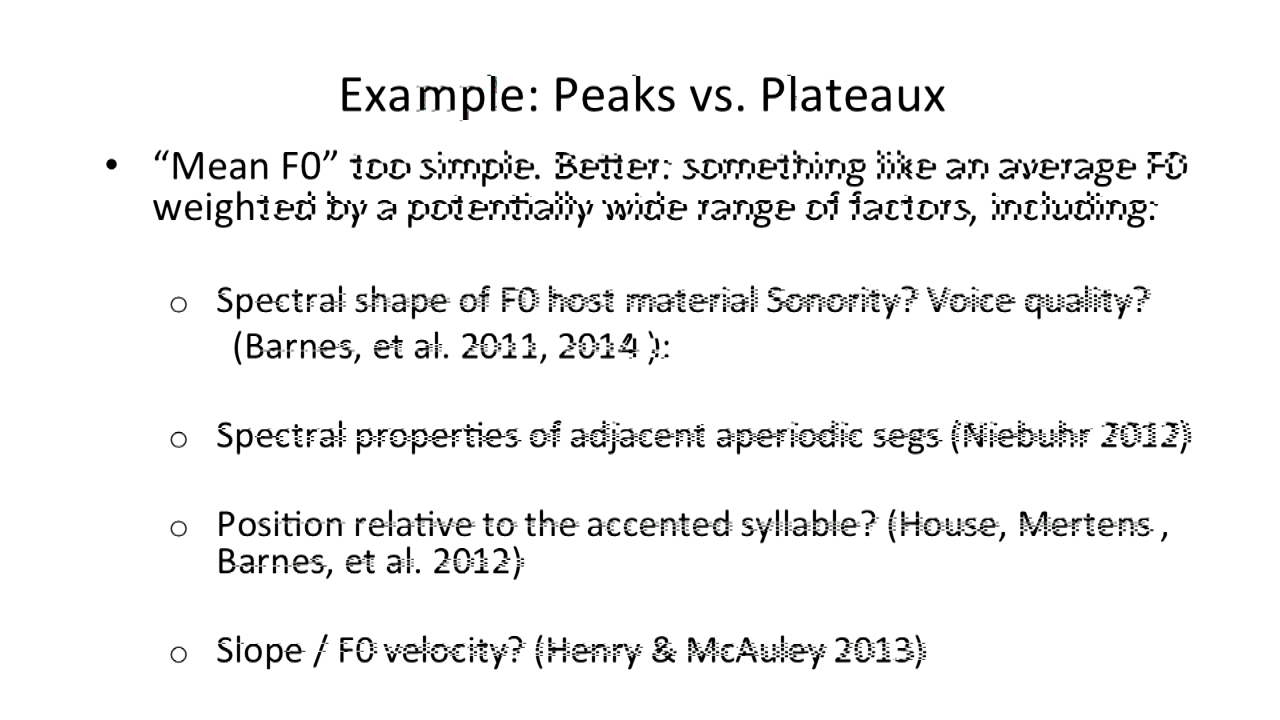 Example: Peaks vs. Plateaux
• “Mean F0” too simple. Better: something like an average F0
weighted by a potentially wide range of factors, including:
○ Spectral shape of F0 host material Sonority? Voice quality?
(Barnes, et al. 2011, 2014 ):
○ Spectral properties of adjacent aperiodic segs (Niebuhr 2012)
○ Position relative to the accented syllable? (House, Mertens ,
Barnes, et al. 2012)
○ Slope / F0 velocity? (Henry & McAuley 2013)